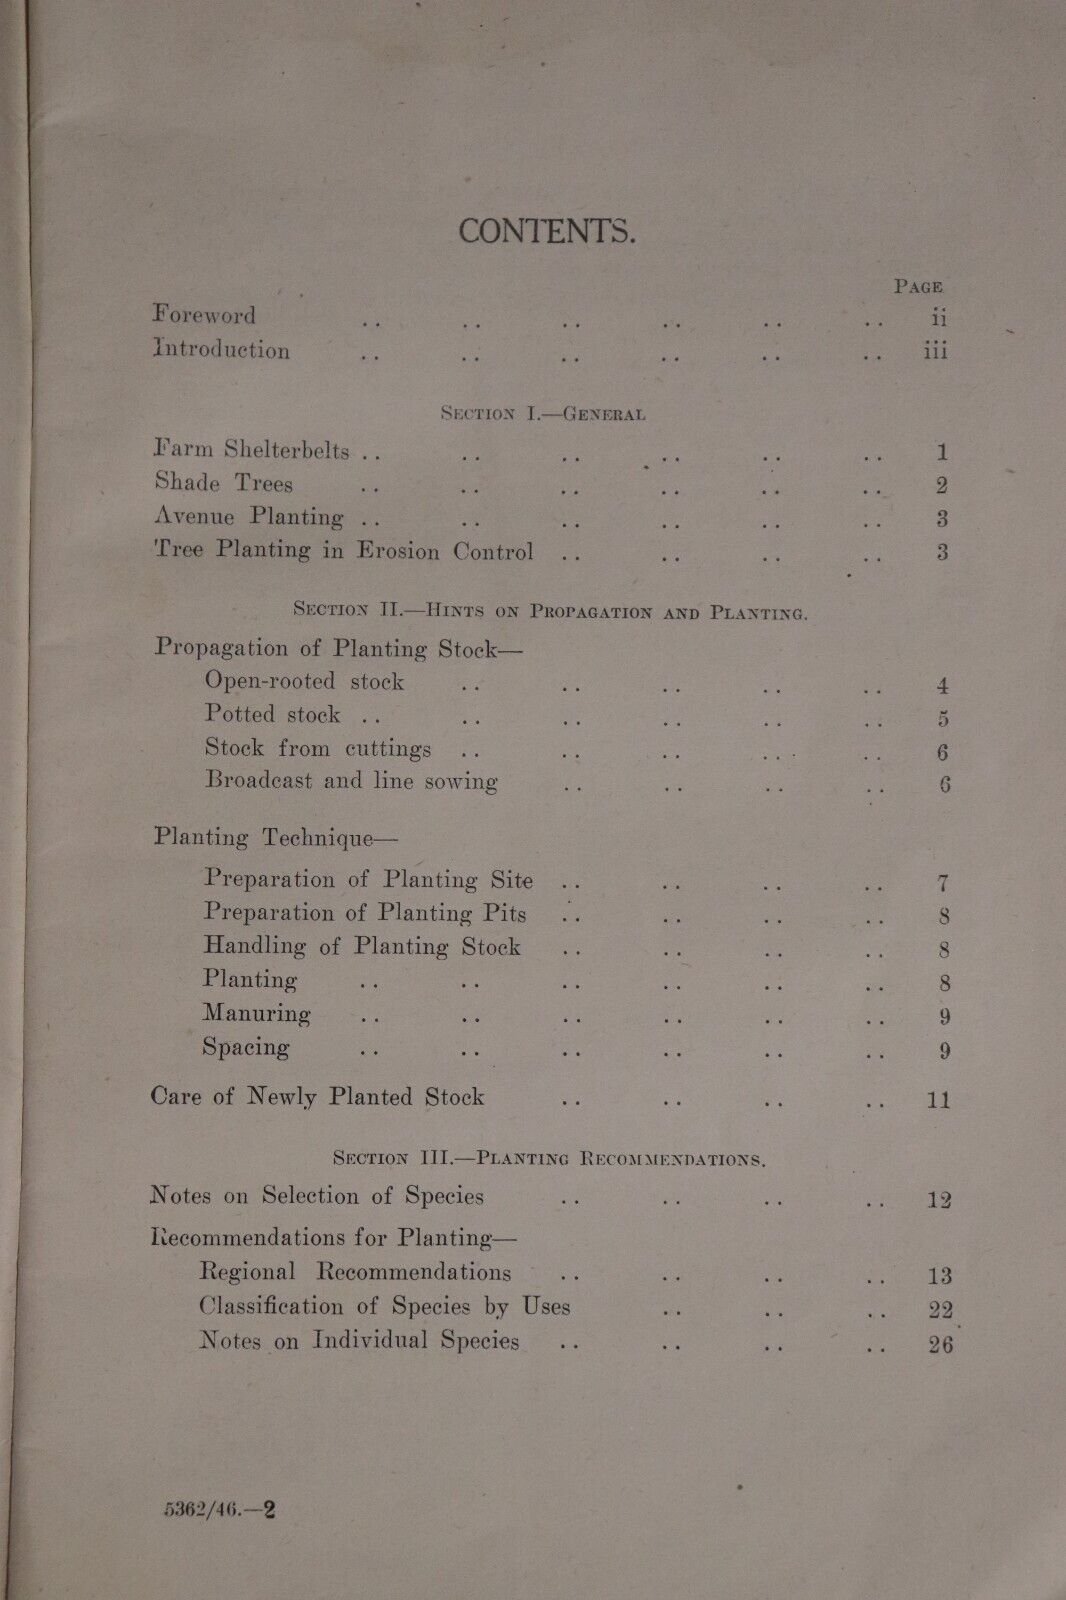 CONTENTS.
PAGE
Foreword .. .. .. .. .. .. ii
Introduction .. .. .. .. .. .. iii
SECTION I.—GENERAL
Farm Shelterbelts .. .. .. .. .. .. 1
Shade Trees .. .. .. .. .. .. 2
Avenue Planting .. .. .. .. .. .. 3
Tree Planting in Erosion Control .. .. .. .. 3
SECTION II.—HINTS ON PROPAGATION AND PLANTING.
Propagation of Planting Stock—
Open-rooted stock .. .. .. .. .. 4
Potted stock .. .. .. .. .. .. 5
Stock from cuttings .. .. .. .. .. 6
Broadcast and line sowing .. .. .. .. 6
Planting Technique—
Preparation of Planting Site .. .. .. .. 7
Preparation of Planting Pits .. .. .. .. 8
Handling of Planting Stock .. .. .. .. 8
Planting .. .. .. .. .. .. 8
Manuring .. .. .. .. .. .. 9
Spacing .. .. .. .. .. .. 9
Care of Newly Planted Stock .. .. .. .. 11
SECTION III.—PLANTING RECOMMENDATIONS.
Notes on Selection of Species .. .. .. .. 12
Recommendations for Planting—
Regional Recommendations .. .. .. .. 13
Classification of Species by Uses .. .. .. 22
Notes on Individual Species .. .. .. .. 26
5362/46.—2